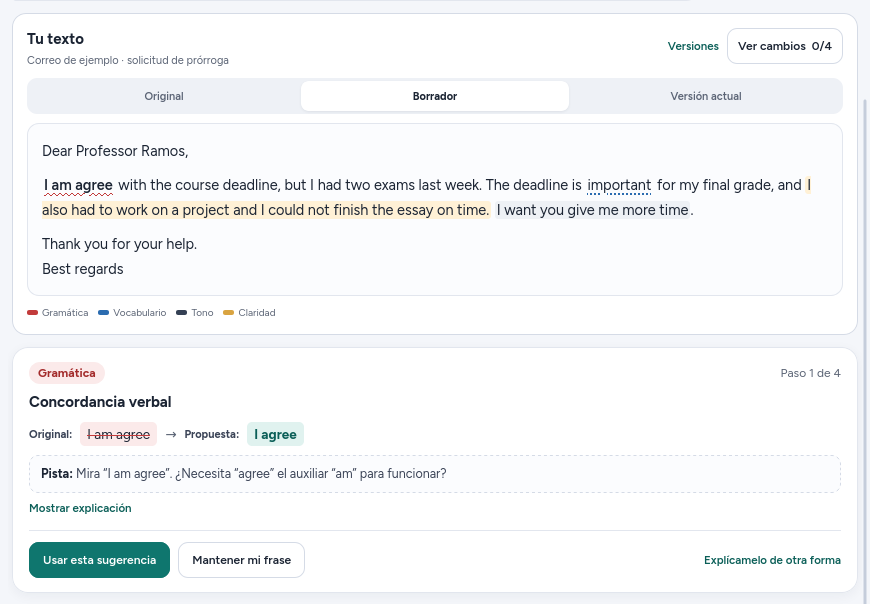 Tu texto
Correo de ejemplo · solicitud de prórroga
Versiones
Ver cambios 0/4
Original
Borrador
Versión actual
Dear Professor Ramos,
I am agree with the course deadline, but I had two exams last week. The deadline is important for my final grade, and I
also had to work on a project and I could not finish the essay on time. I want you give me more time.
Thank you for your help.
Best regards
Gramática
Vocabulario
Tono
Claridad
Gramática
Paso 1 de 4
Concordancia verbal
Original: I am agree → Propuesta: I agree
Pista: Mira “I am agree”. ¿Necesita “agree” el auxiliar “am” para funcionar?
Mostrar explicación
Usar esta sugerencia
Mantener mi frase
Explícamelo de otra forma